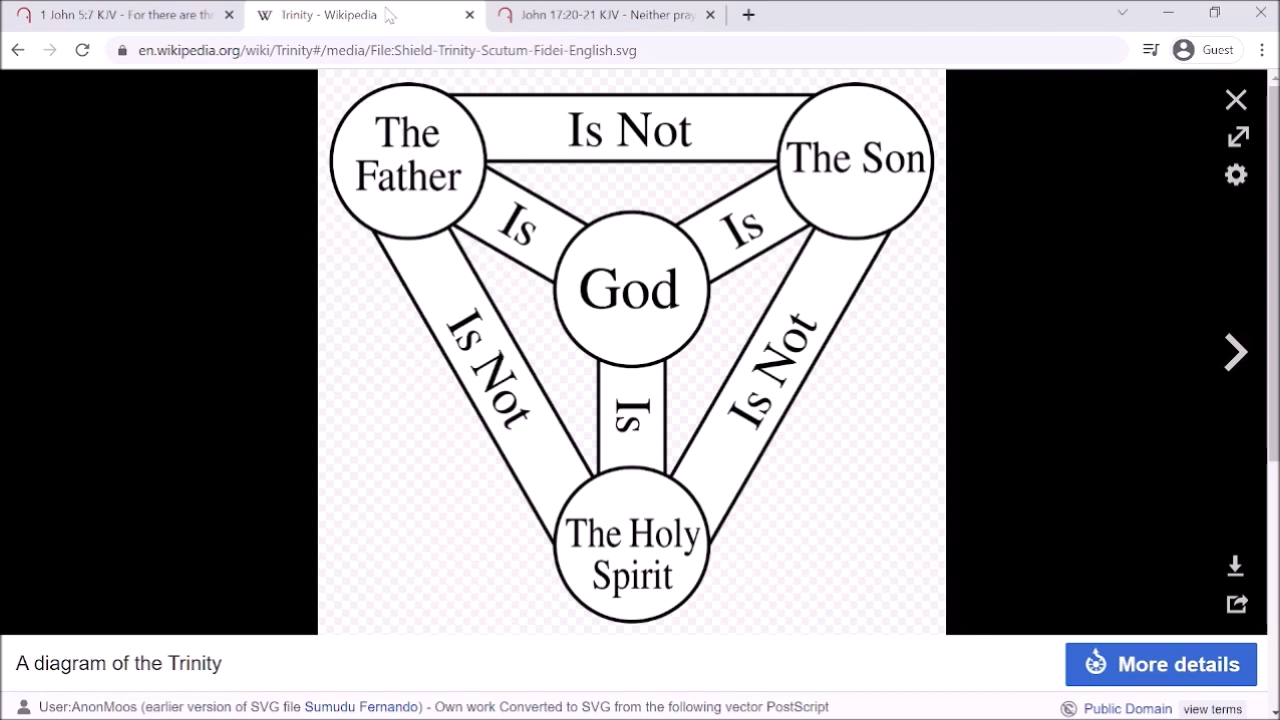 1 John 5:7 KJV - For there are th
Trinity - Wikipedia
John 17:20-21 KJV - Neither pray
en.wikipedia.org/wiki/Trinity#/media/File:Shield-Trinity-Scutum-Fidei-English.svg
Guest
The
Father
Is Not
The Son
Is
Is
God
Is Not
Is Not
Is
The Holy
Spirit
A diagram of the Trinity
More details
User:AnonMoos (earlier version of SVG file Sumudu Fernando) - Own work Converted to SVG from the following vector PostScript
Public Domain
view terms